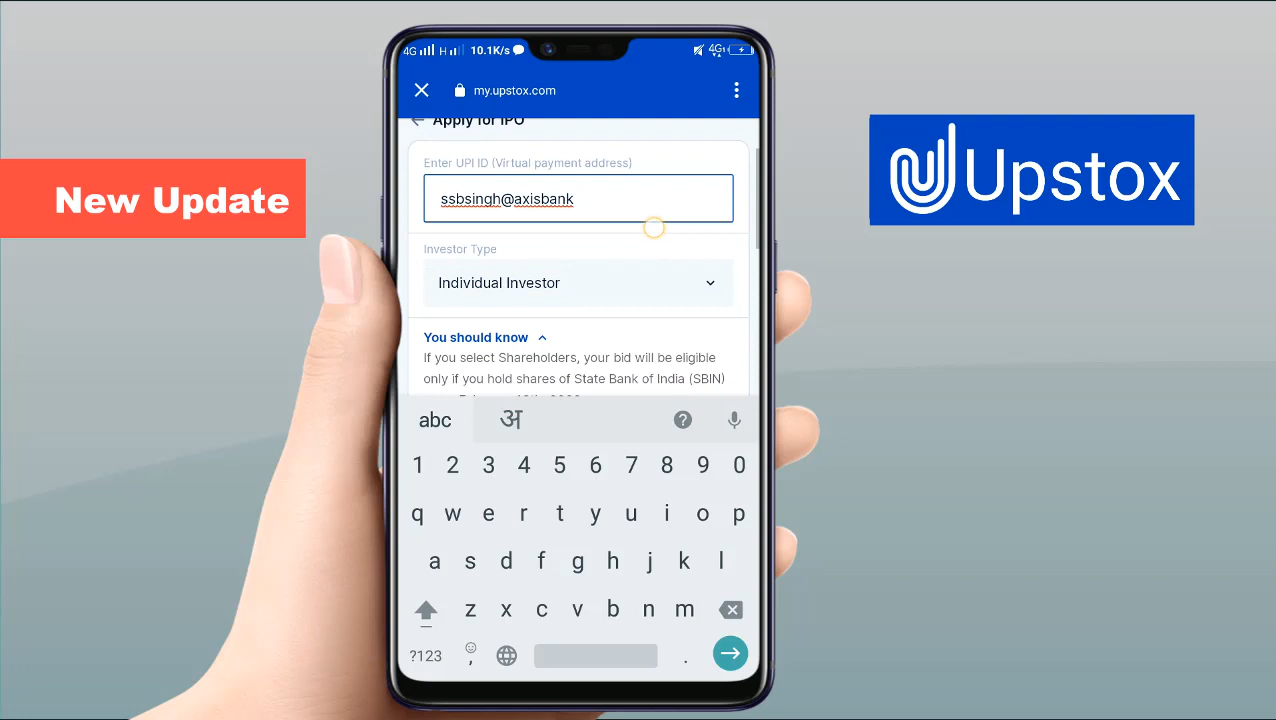 4G H 10.1K/s 4G
my.upstox.com
Apply for IPO
New Update
Upstox
Enter UPI ID (Virtual payment address)
ssbsingh@axisbank
Investor Type
Individual Investor
You should know
If you select Shareholders, your bid will be eligible
only if you hold shares of State Bank of India (SBIN)
abc अ
1 2 3 4 5 6 7 8 9 0
q w e r t y u i o p
a s d f g h j k l
z x c v b n m
?123 , .